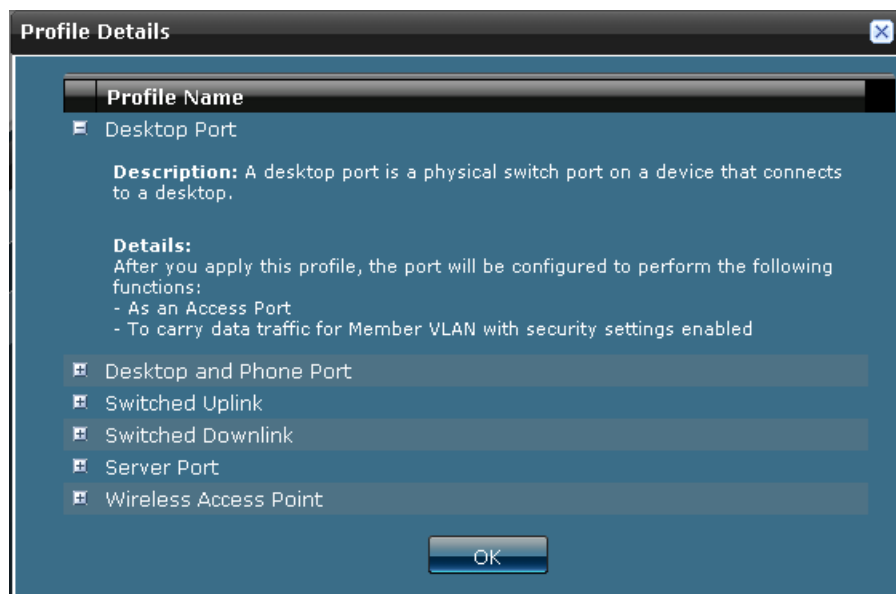 Profile Details
Profile Name
Desktop Port
Description: A desktop port is a physical switch port on a device that connects
to a desktop.
Details:
After you apply this profile, the port will be configured to perform the following
functions:
- As an Access Port
- To carry data traffic for Member VLAN with security settings enabled
Desktop and Phone Port
Switched Uplink
Switched Downlink
Server Port
Wireless Access Point
OK